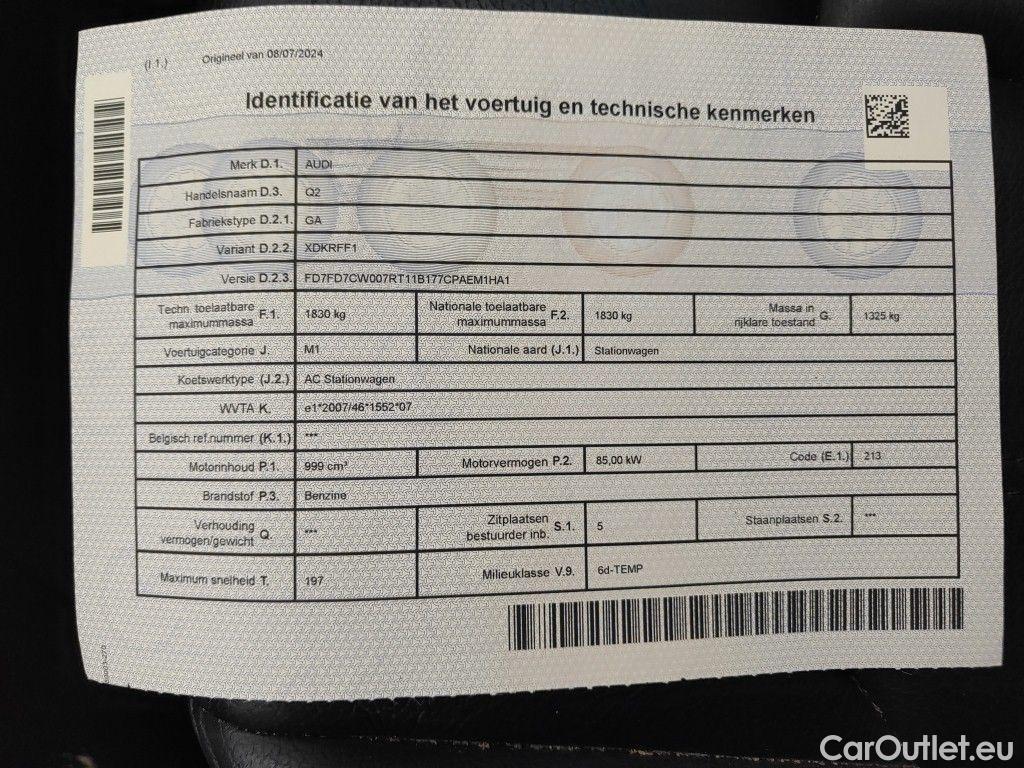 (I.1.) Origineel van 08/07/2024
Identificatie van het voertuig en technische kenmerken
Merk D.1. AUDI
Handelsnaam D.3. Q2
Fabriekstype D.2.1. GA
Variant D.2.2. XDKRFF1
Versie D.2.3. FD7FD7CW007RT11B177CPAEM1HA1
Techn. toelaatbare maximummassa F.1. 1830 kg Nationale toelaatbare maximummassa F.2. 1830 kg Massa in rijklare toestand G. 1325 kg
Voertuigcategorie J. M1 Nationale aard (J.1.) Stationwagen
Koetswerktype (J.2.) AC Stationwagen
WVTA K. e1*2007/46*1552*07
Belgisch ref.nummer (K.1.) ***
Motorinhoud P.1. 999 cm³ Motorvermogen P.2. 85,00 kW Code (E.1.) 213
Brandstof P.3. Benzine
Verhouding vermogen/gewicht Q. *** Zitplaatsen bestuurder inb. S.1. 5 Staanplaatsen S.2. ***
Maximum snelheid T. 197 Milieuklasse V.9. 6d-TEMP
CarOutlet.eu